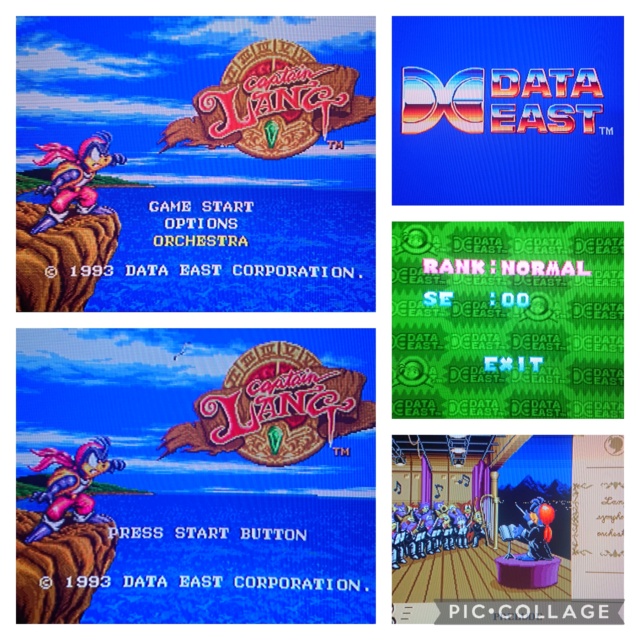 Captain
LANG
TM
GAME START
OPTIONS
ORCHESTRA
© 1993 DATA EAST CORPORATION.
DATA
EAST TM
RANK:NORMAL
SE :00
EXIT
Captain
LANG
TM
PRESS START BUTTON
© 1993 DATA EAST CORPORATION.
PIC•COLLAGE